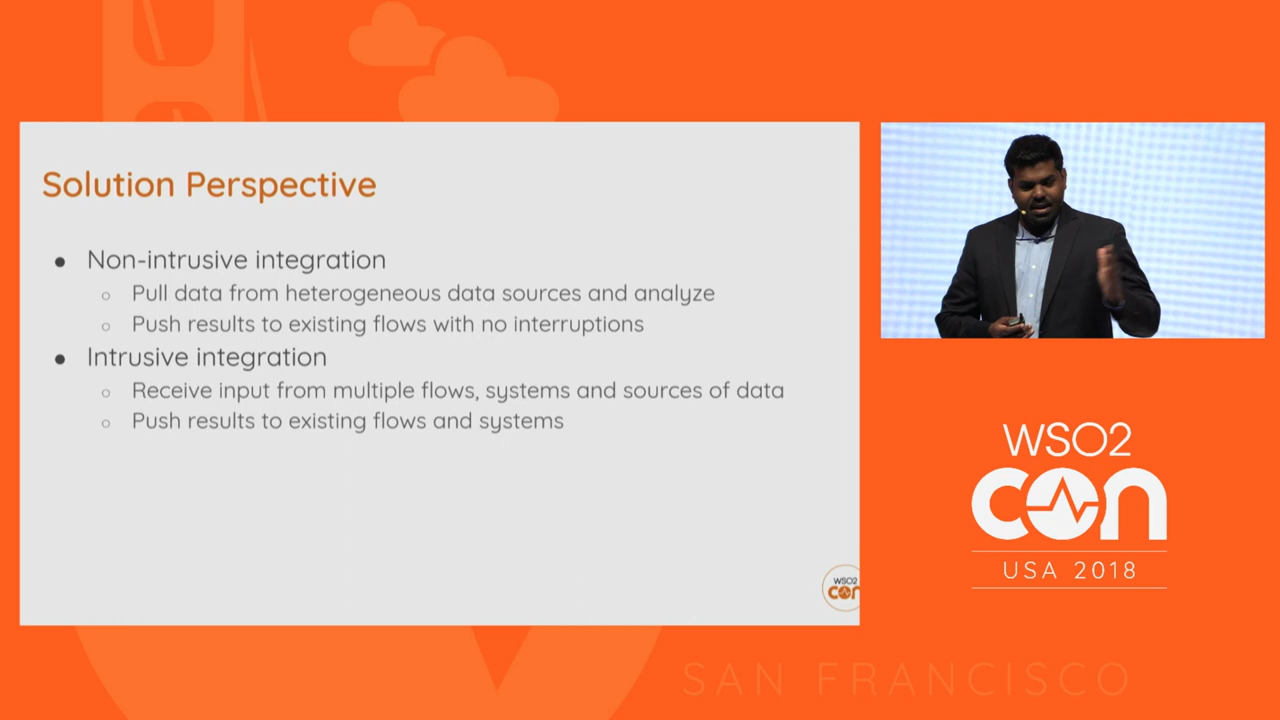 Solution Perspective
Non-intrusive integration
Pull data from heterogeneous data sources and analyze
Push results to existing flows with no interruptions
Intrusive integration
Receive input from multiple flows, systems and sources of data
Push results to existing flows and systems
WSO2
con
WSO2
con
USA 2018
SAN FRANCISCO